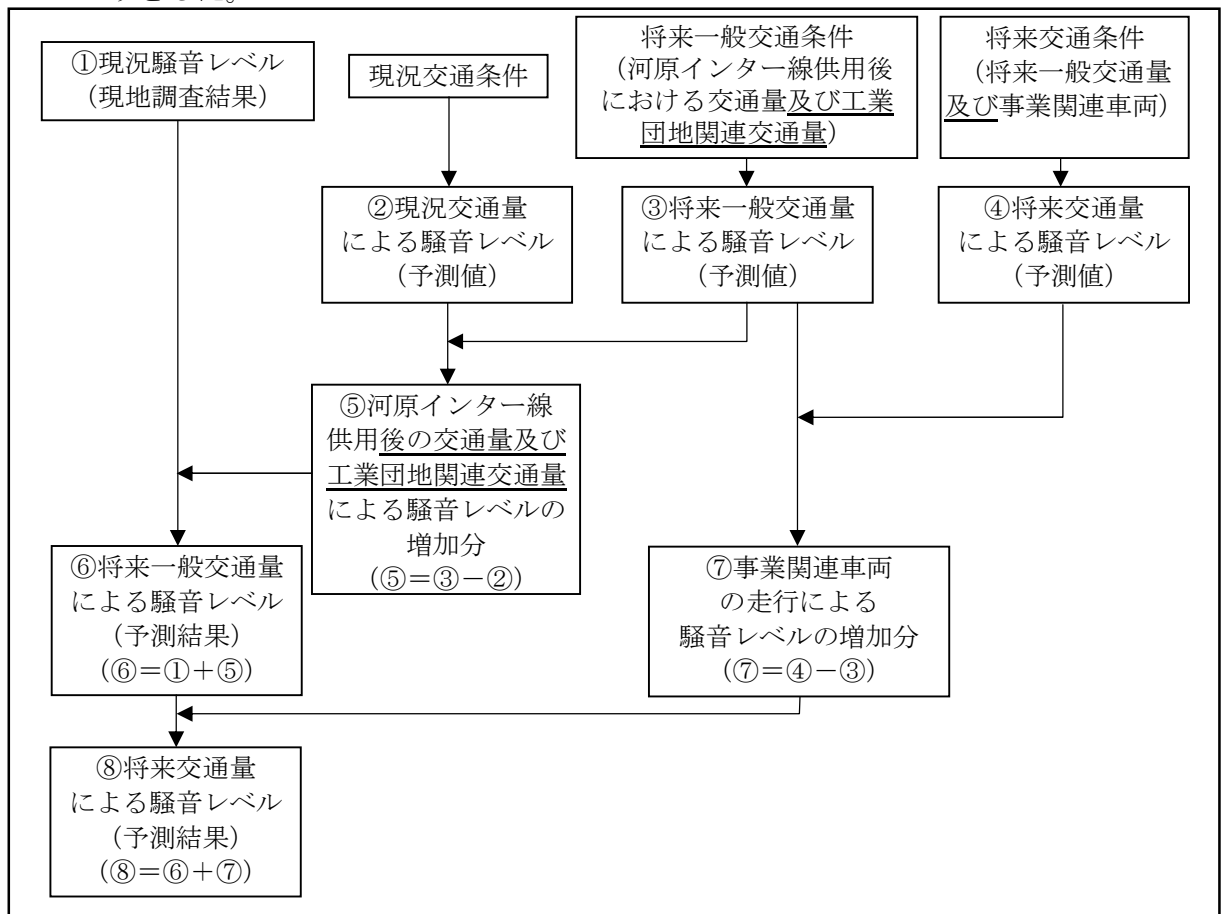 ①現況騒音レベル
（現地調査結果）
現況交通条件
将来一般交通条件
（河原インター線供用後
における交通量及び工業
団地関連交通量）
将来交通条件
（将来一般交通量
及び事業関連車両）
②現況交通量
による騒音レベル
（予測値）
③将来一般交通量
による騒音レベル
（予測値）
④将来交通量
による騒音レベル
（予測値）
⑤河原インター線
供用後の交通量及び
工業団地関連交通量
による騒音レベルの
増加分
（⑤＝③－②）
⑥将来一般交通量
による騒音レベル
（予測結果）
（⑥＝①＋⑤）
⑦事業関連車両
の走行による
騒音レベルの増加分
（⑦＝④－③）
⑧将来交通量
による騒音レベル
（予測結果）
（⑧＝⑥＋⑦）